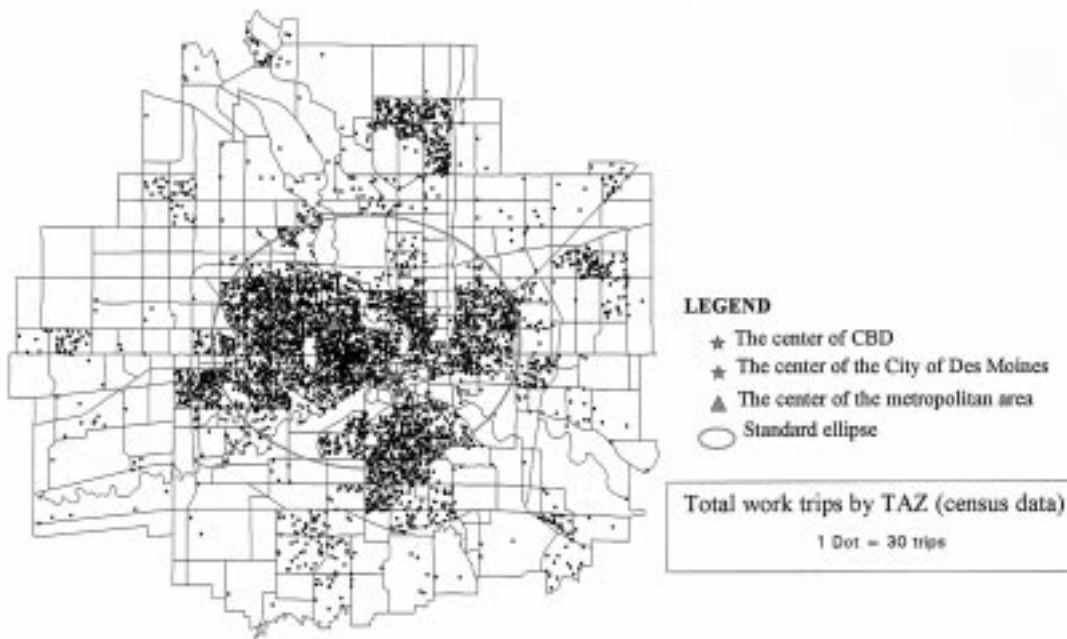 LEGEND
The center of CBD
The center of the City of Des Moines
The center of the metropolitan area
Standard ellipse
Total work trips by TAZ (census data)
1 Dot = 30 trips